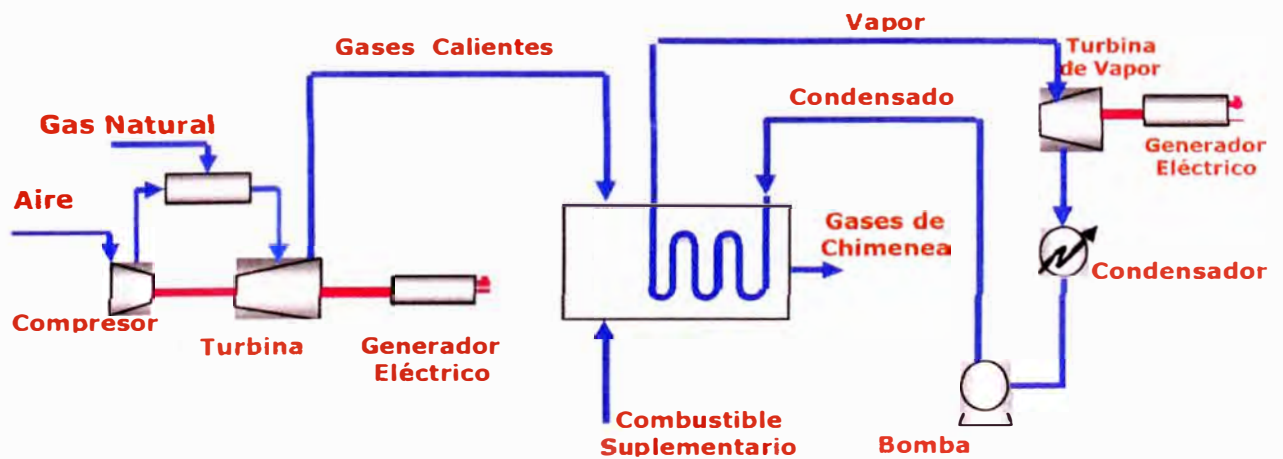 Vapor
Gases Calientes
Turbina
de Vapor
Condensado
Gas Natural
Generador
Eléctrico
Aire
Gases de
Chimenea
Condensador
Compresor
Turbina
Generador
Eléctrico
Combustible
Suplementario
Bomba